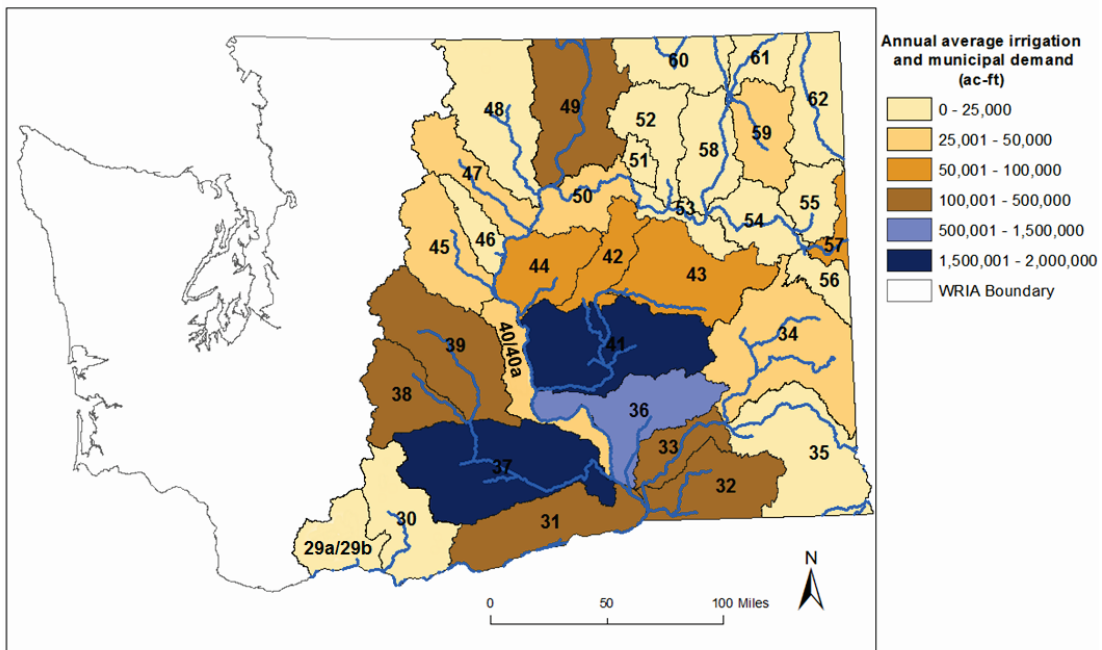 Annual average irrigation
and municipal demand
(ac-ft)
0 - 25,000
25,001 - 50,000
50,001 - 100,000
100,001 - 500,000
500,001 - 1,500,000
1,500,001 - 2,000,000
WRIA Boundary
60
61
62
48
49
52
59
58
51
47
50
53
54
55
57
45
46
44
42
43
56
34
40/40a
41
39
38
36
33
35
37
32
31
30
29a/29b
N
0
50
100 Miles